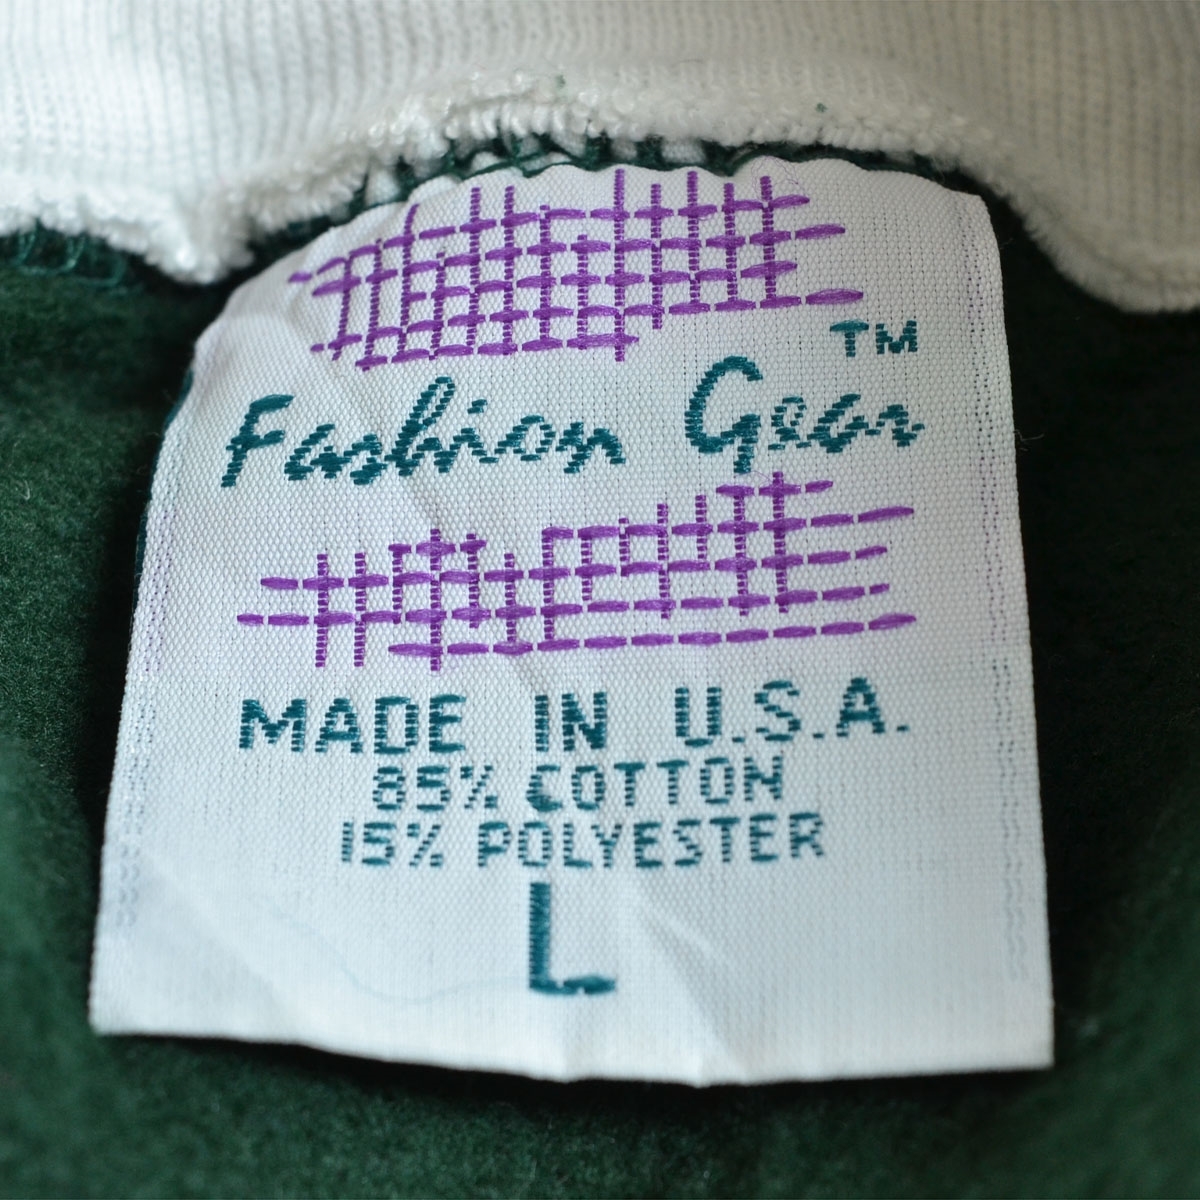 TM
Fashion Gear
MADE IN U.S.A.
85% COTTON
15% POLYESTER
L